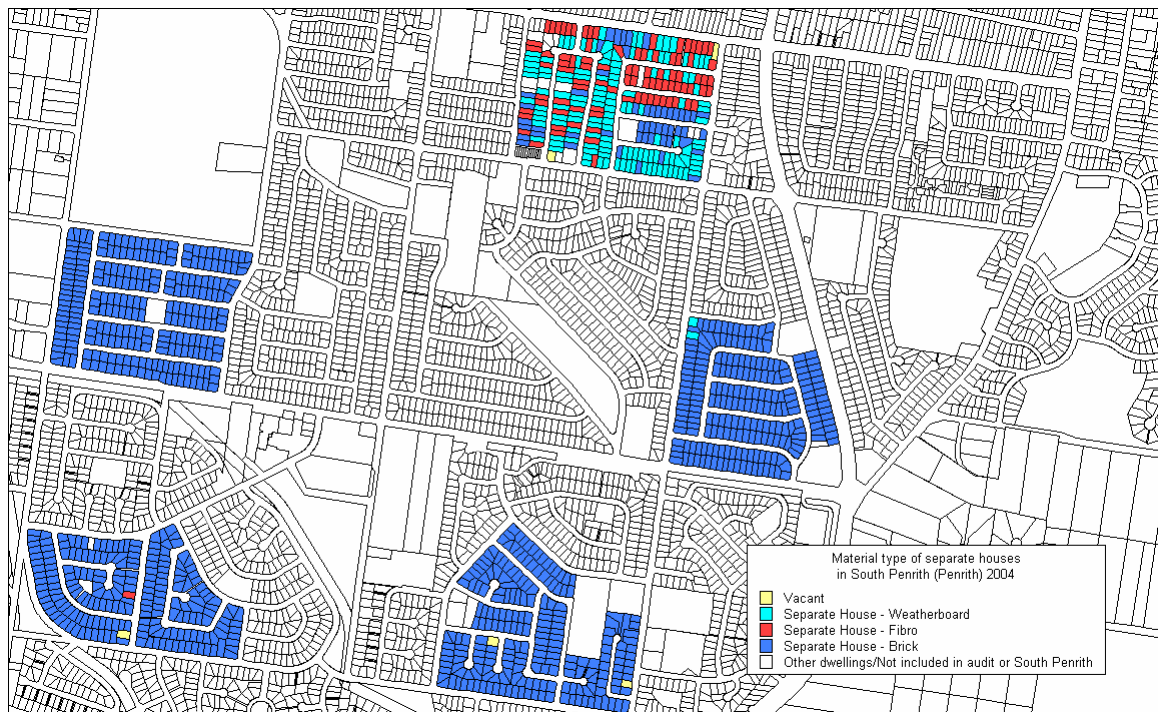 Material type of separate houses
in South Penrith (Penrith) 2004
Vacant
Separate House - Weatherboard
Separate House - Fibro
Separate House - Brick
Other dwellings/Not included in audit or South Penrith